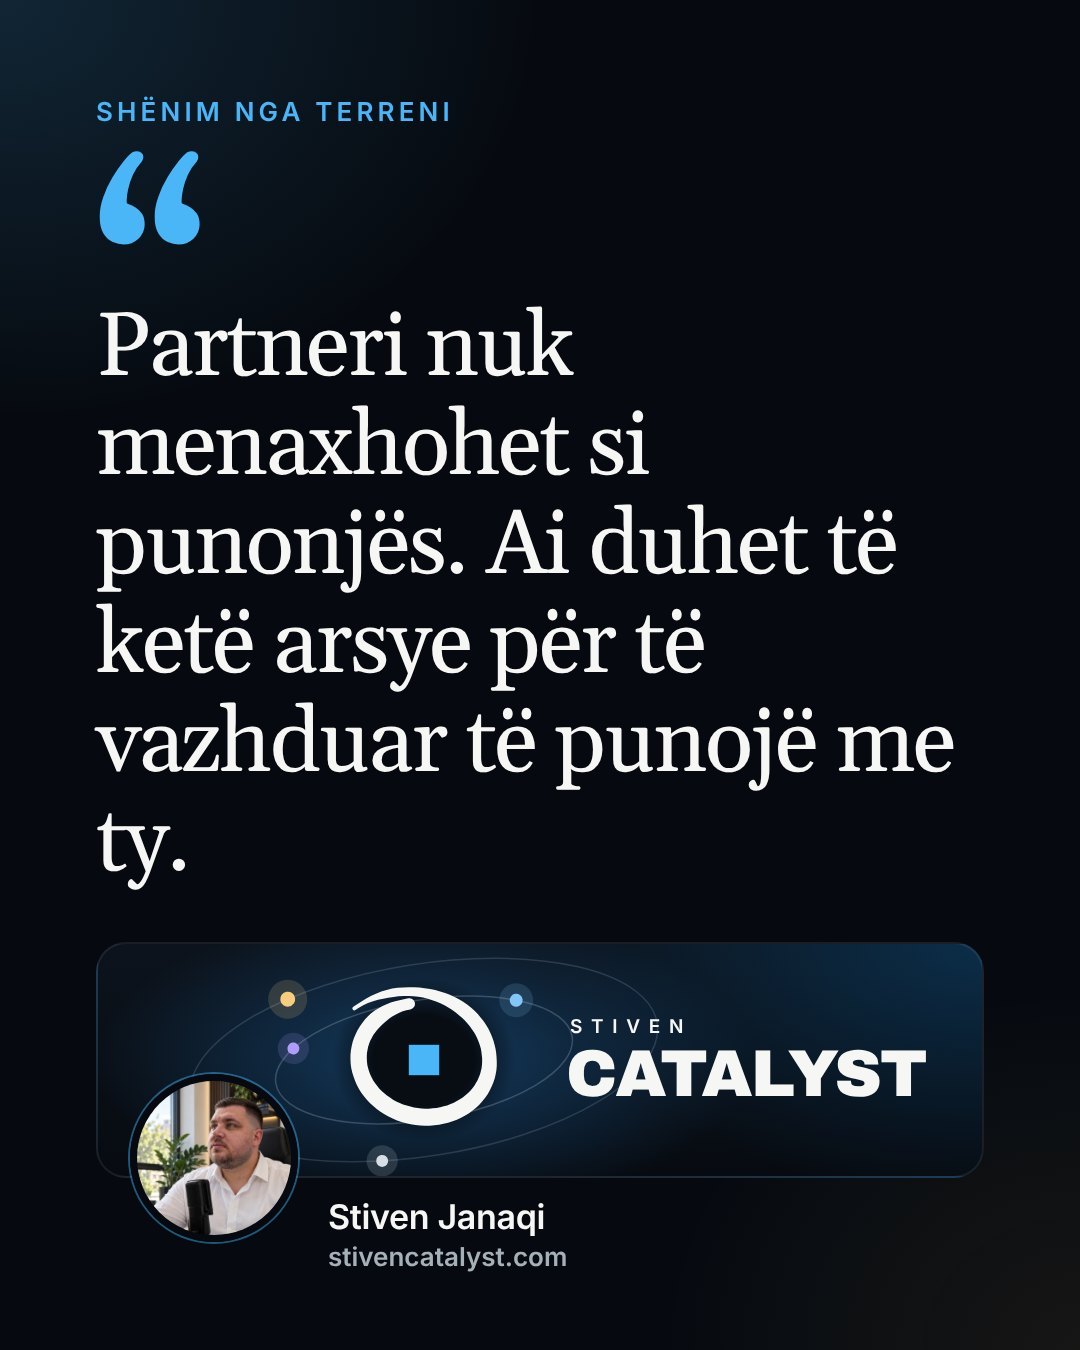 SHËNIM NGA TERRENI
“
Partneri nuk
menaxhohet si
punonjës. Ai duhet të
ketë arsye për të
vazhduar të punojë me
ty.
STIVEN
CATALYST
Stiven Janaqi
stivencatalyst.com